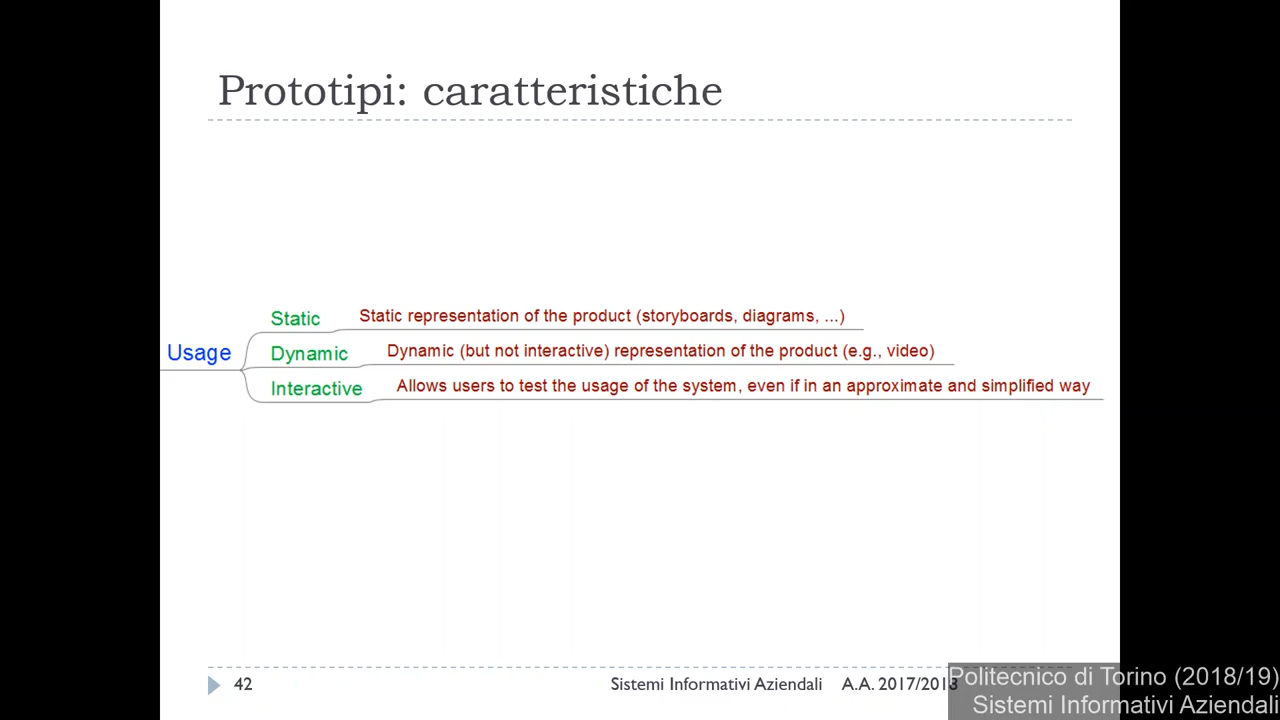 Prototipi: caratteristiche
Usage
Static
Static representation of the product (storyboards, diagrams, ...)
Dynamic
Dynamic (but not interactive) representation of the product (e.g., video)
Interactive
Allows users to test the usage of the system, even if in an approximate and simplified way
42
Sistemi Informativi Aziendali A.A. 2017/2018
Politecnico di Torino (2018/19)
Sistemi Informativi Aziendali